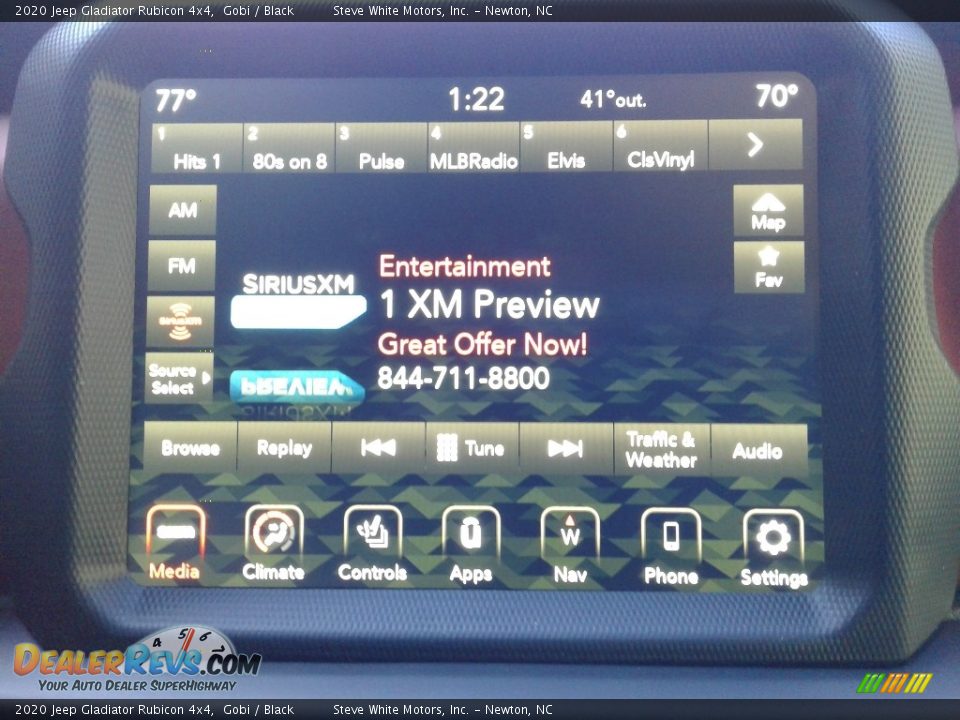 2020 Jeep Gladiator Rubicon 4x4, Gobi / Black Steve White Motors, Inc. - Newton, NC
77° 1:22 41°out. 70°
1 2 3 4 5 6
Hits 1 80s on 8 Pulse MLBRadio Elvis ClsVinyl
AM
Map
FM
Fav
SIRIUSXM
Source
Select
SIRIUSXM
Entertainment
1 XM Preview
Great Offer Now!
844-711-8800
Browse Replay Tune Traffic &
Weather Audio
W
Media Climate Controls Apps Nav Phone Settings
4 5 6
DEALERREVS.COM
YOUR AUTO DEALER SUPERHIGHWAY
2020 Jeep Gladiator Rubicon 4x4, Gobi / Black Steve White Motors, Inc. - Newton, NC